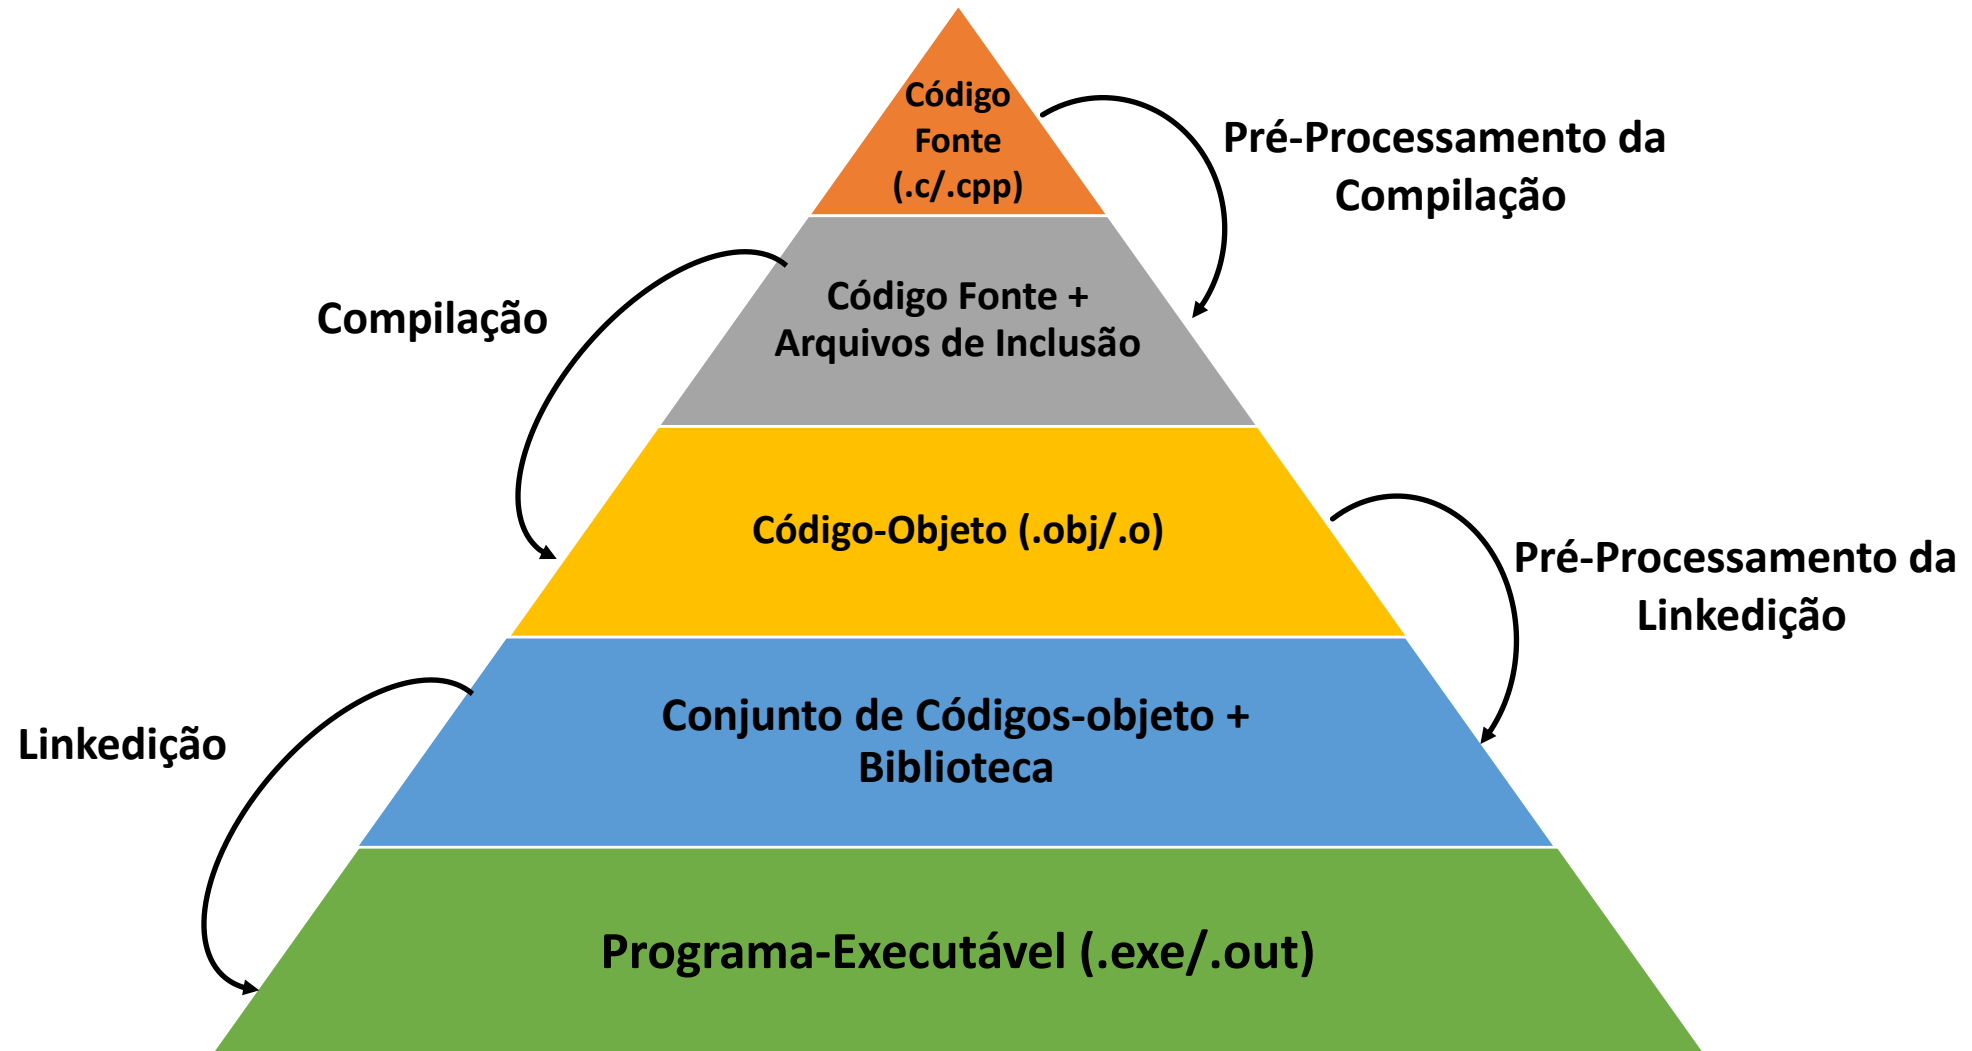 Código
Fonte
(.c/.cpp)
Pré-Processamento da
Compilação
Código Fonte +
Arquivos de Inclusão
Compilação
Código-Objeto (.obj/.o)
Pré-Processamento da
Linkedição
Conjunto de Códigos-objeto +
Biblioteca
Linkedição
Programa-Executável (.exe/.out)